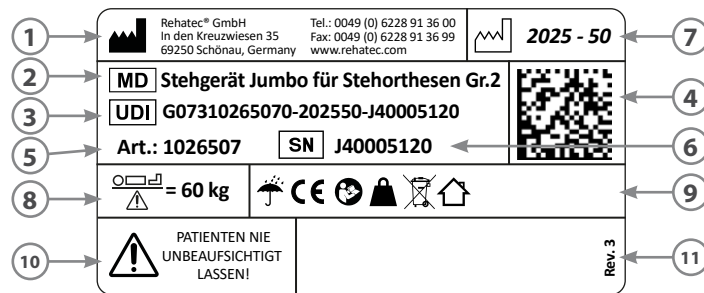 1
Rehatec® GmbH
In den Kreuzwiesen 35
69250 Schönau, Germany
Tel.: 0049 (0) 6228 91 36 00
Fax: 0049 (0) 6228 91 36 99
www.rehatec.com
2025 - 50
7
2
MD Stehgerät Jumbo für Stehorthesen Gr.2
3
UDI G07310265070-202550-J40005120
4
5
Art.: 1026507 SN J40005120
6
8
= 60 kg
CE
9
10
PATIENTEN NIE
UNBEAUFSICHTIGT
LASSEN!
Rev. 3
11